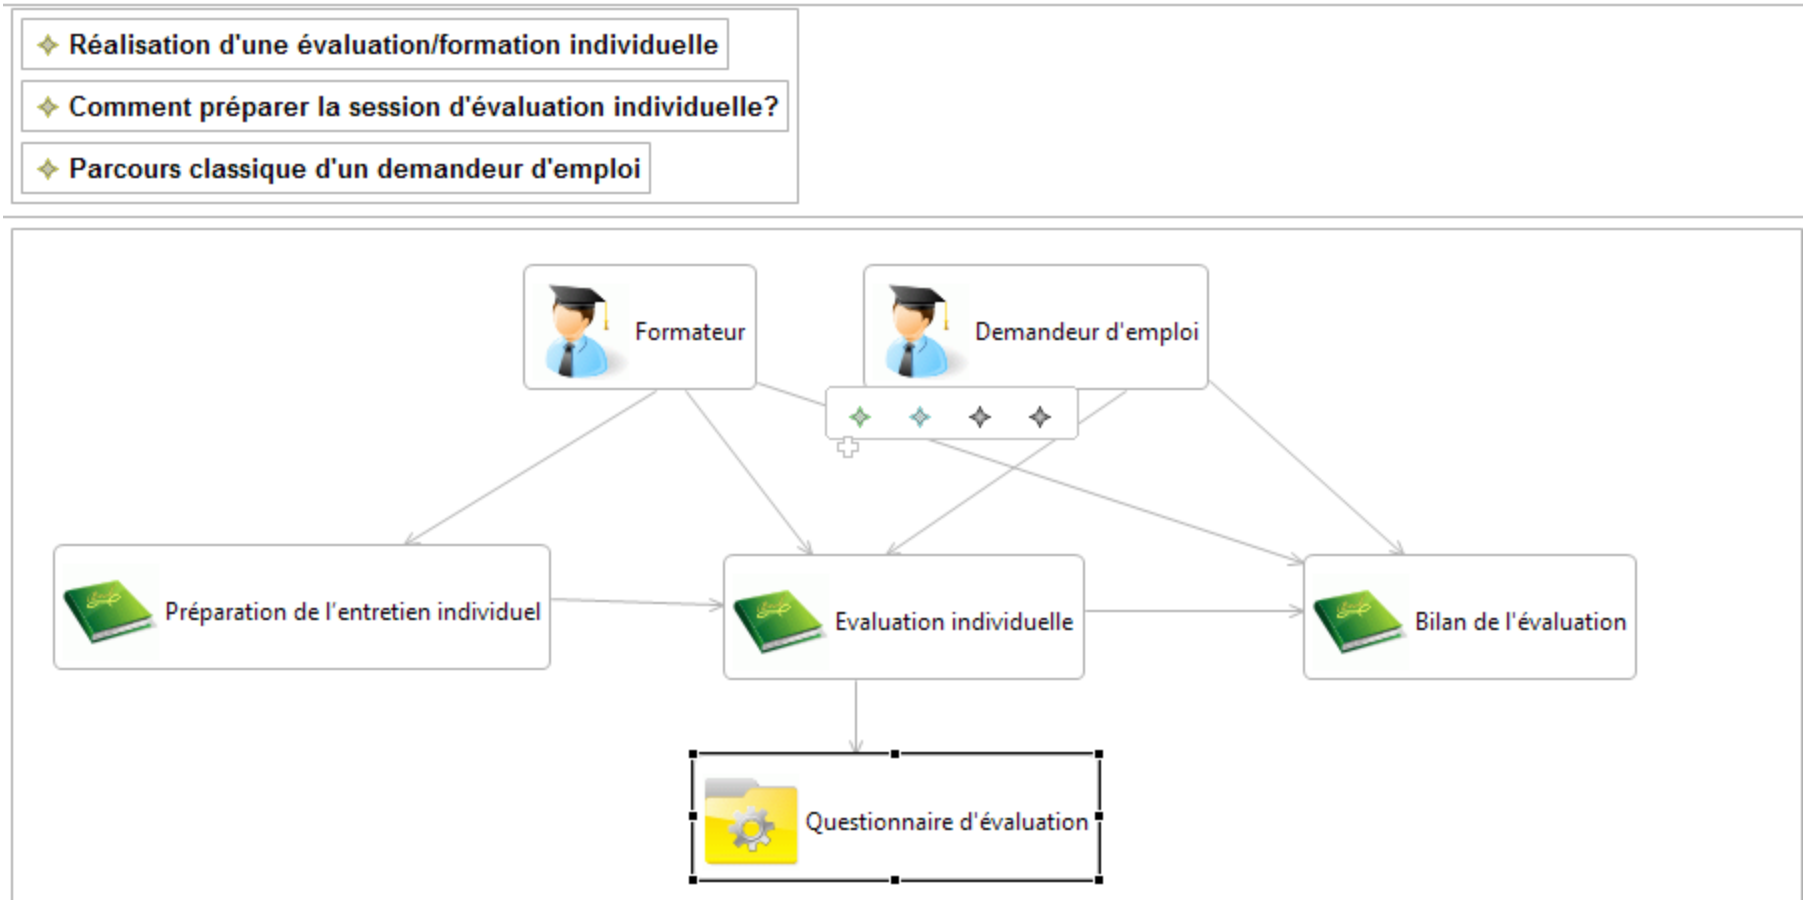 Réalisation d'une évaluation/formation individuelle
Comment préparer la session d'évaluation individuelle?
Parcours classique d'un demandeur d'emploi
Formateur
Demandeur d'emploi
Préparation de l'entretien individuel
Evaluation individuelle
Bilan de l'évaluation
Questionnaire d'évaluation